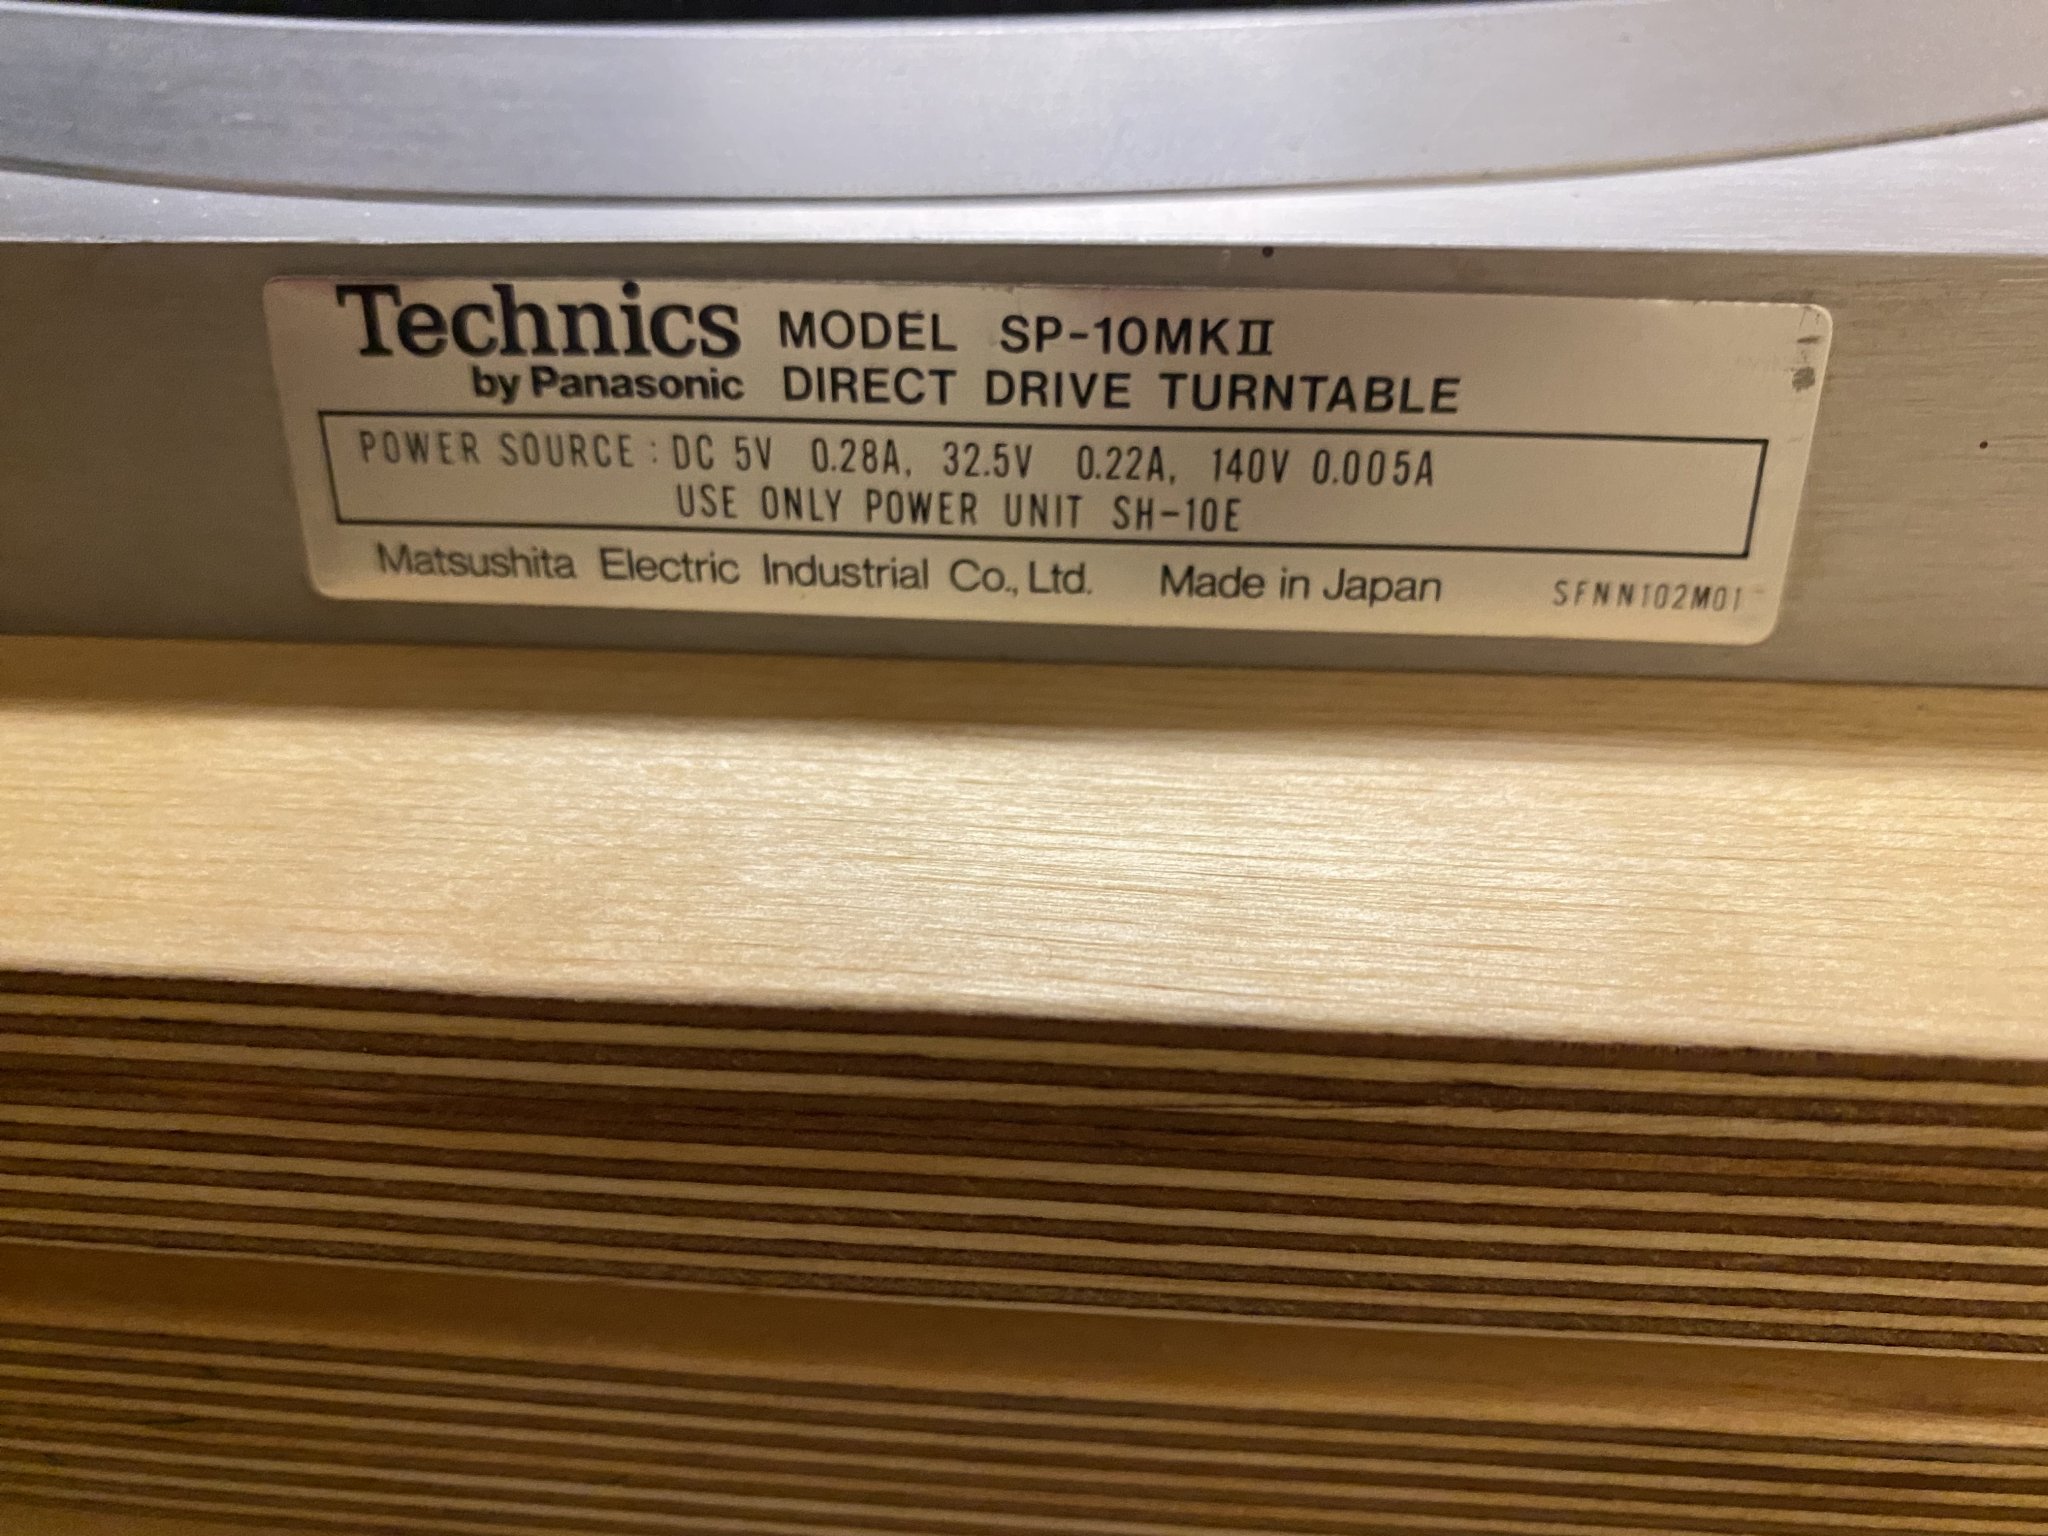 Technics MODEL SP-10MKII
by Panasonic DIRECT DRIVE TURNTABLE
POWER SOURCE : DC 5V 0.28A, 32.5V 0.22A, 140V 0.005A
USE ONLY POWER UNIT SH-10E
Matsushita Electric Industrial Co., Ltd. Made in Japan SFNN102M01